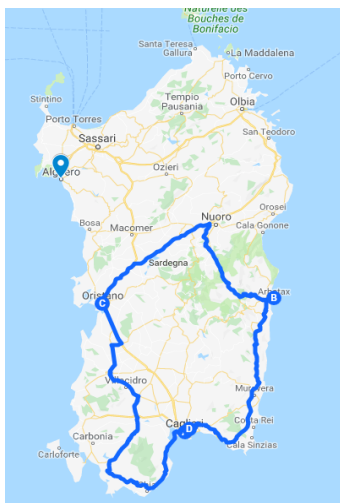 Naturelle des
Bouches de
Bonifacio
Santa Teresa
Gallura
La Maddalena
Porto Cervo
Stintino
Porto Torres
Tempio
Pausania
Olbia
Sassari
San Teodoro
Alghero
Ozieri
Orosei
Bosa
Nuoro
Macomer
Cala Gonone
Sardegna
B
Arbatax
C
Oristano
Villacidro
Muravera
Cagliari
D
Costa Rei
Carbonia
Cala Sinzias
Carloforte